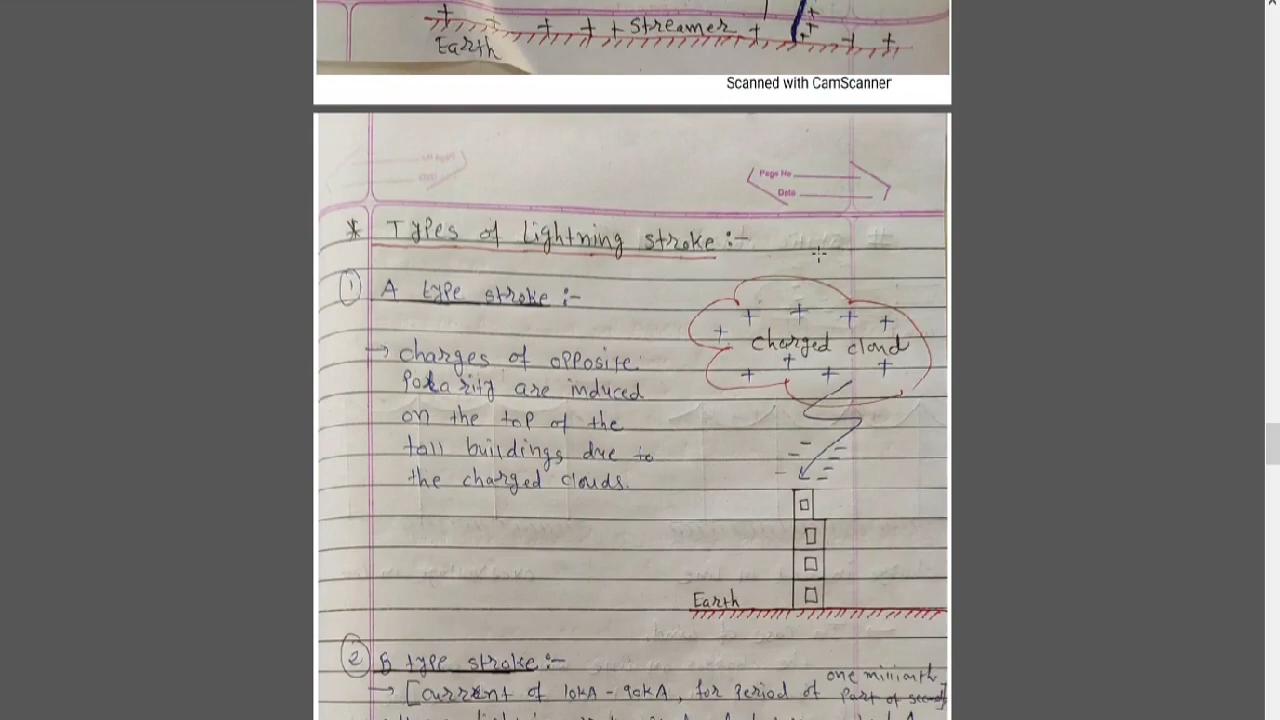 + + + + + Streamer + + + + +
Earth
Scanned with CamScanner
Page No
Date
* Types of Lightning stroke :-
① A type stroke :-
+ + + + +
charged cloud
+ + + +
→ charges of opposite
Polarity are induced
on the top of the
tall buildings due to
the charged clouds.
Earth
② B type stroke :-
→ [current of 10kA - 90kA, for period of one millionth Part of second]